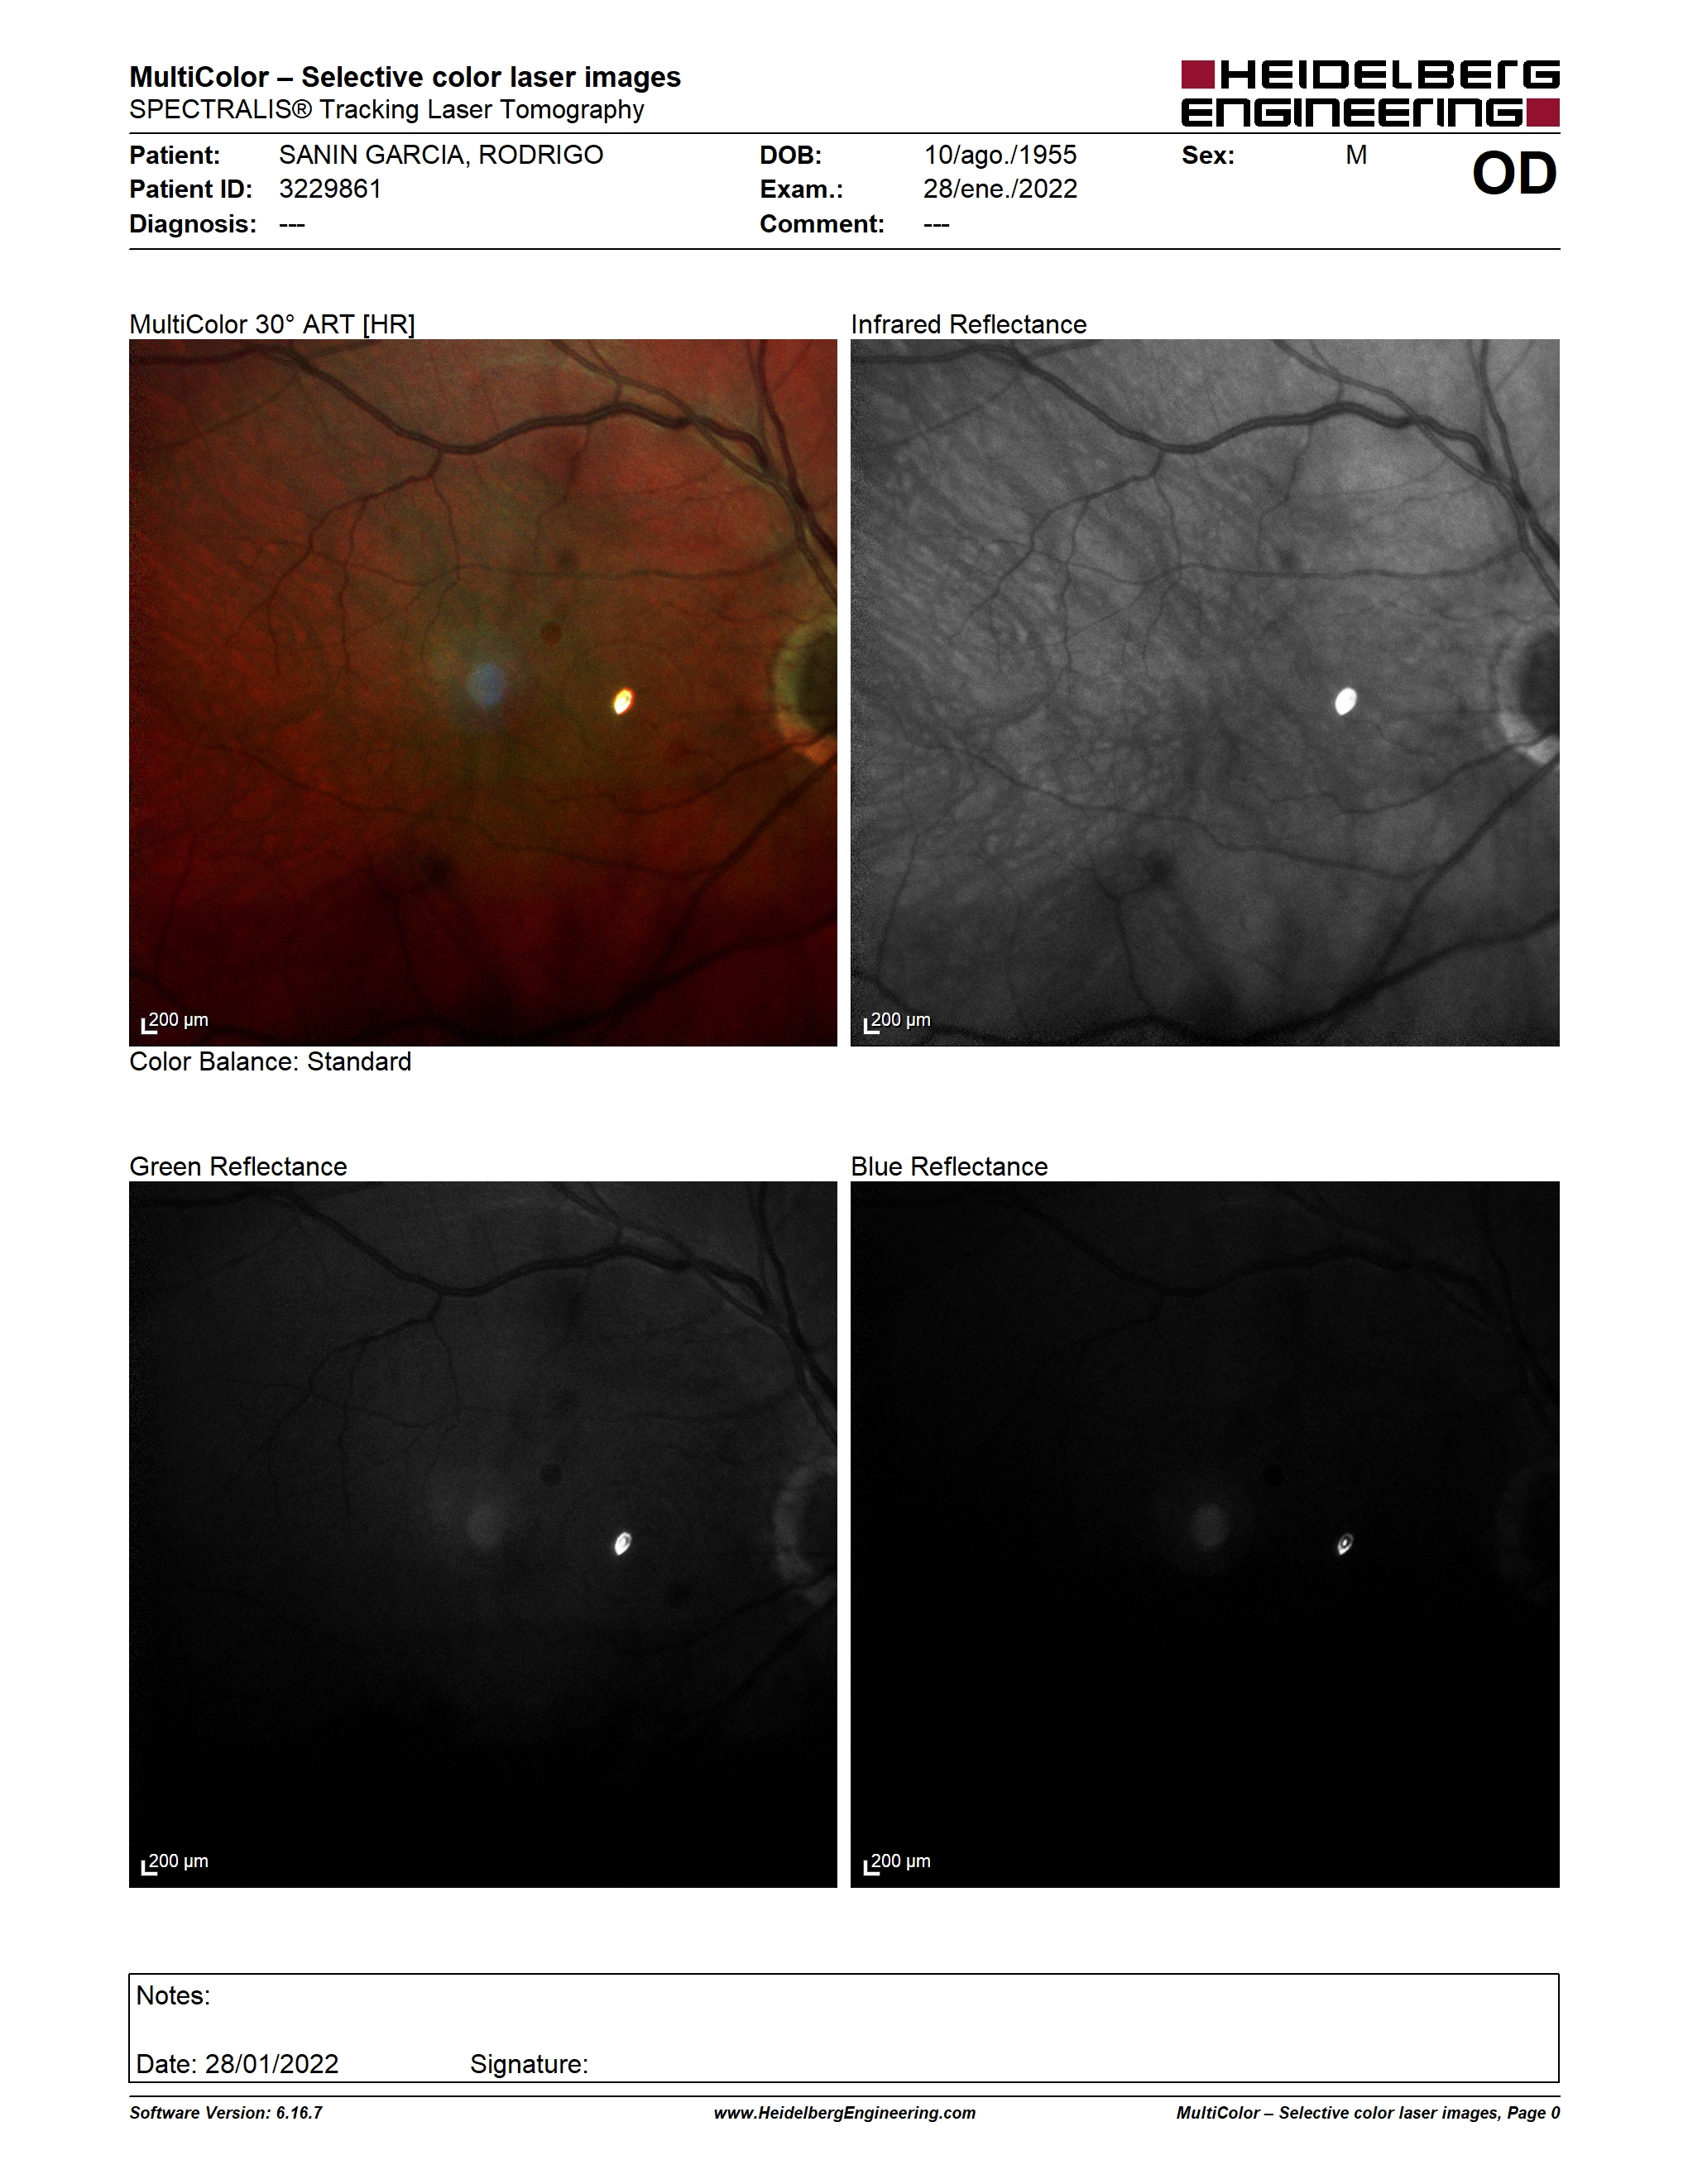 MultiColor – Selective color laser images
SPECTRALIS® Tracking Laser Tomography
HEIDELBERG
ENGINEERING
Patient: SANIN GARCIA, RODRIGO DOB: 10/ago./1955 Sex: M OD
Patient ID: 3229861 Exam.: 28/ene./2022
Diagnosis: --- Comment: ---
MultiColor 30° ART [HR] Infrared Reflectance
200 µm 200 µm
Color Balance: Standard
Green Reflectance Blue Reflectance
200 µm 200 µm
Notes:
Date: 28/01/2022 Signature:
Software Version: 6.16.7 www.HeidelbergEngineering.com MultiColor – Selective color laser images, Page 0